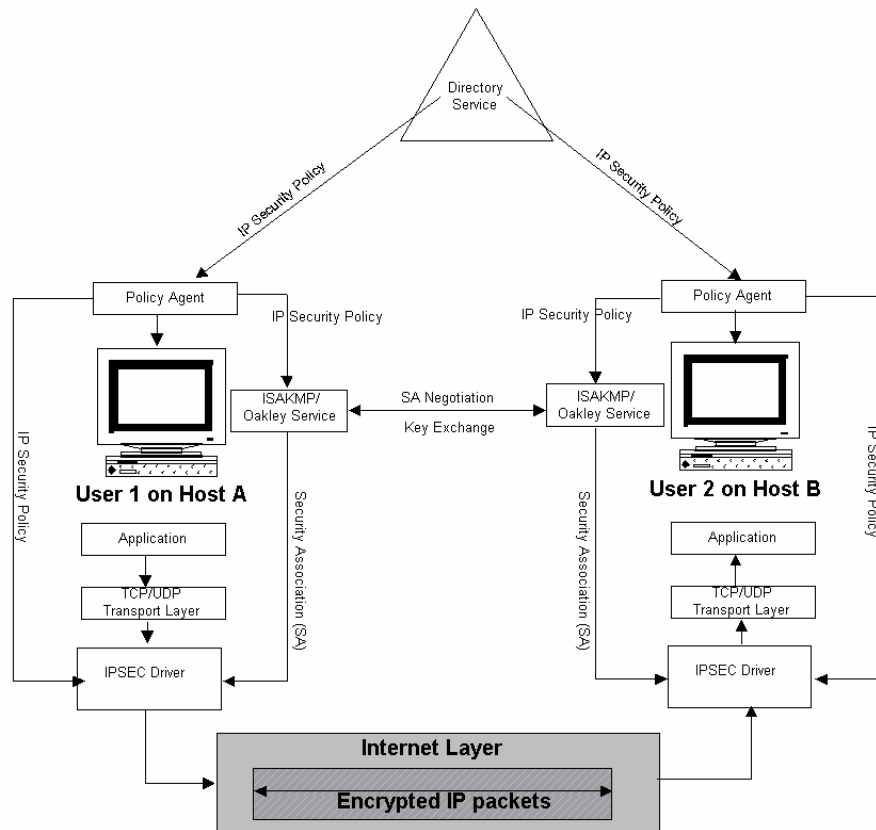 Directory
Service
IP Security Policy
IP Security Policy
Policy Agent
Policy Agent
IP Security Policy
IP Security Policy
ISAKMP/
Oakley Service
SA Negotiation
Key Exchange
ISAKMP/
Oakley Service
IP Security Policy
User 1 on Host A
Security Association (SA)
User 2 on Host B
Security Association (SA)
IP Security Policy
Application
Application
TCP/UDP
Transport Layer
TCP/UDP
Transport Layer
IPSEC Driver
IPSEC Driver
Internet Layer
Encrypted IP packets